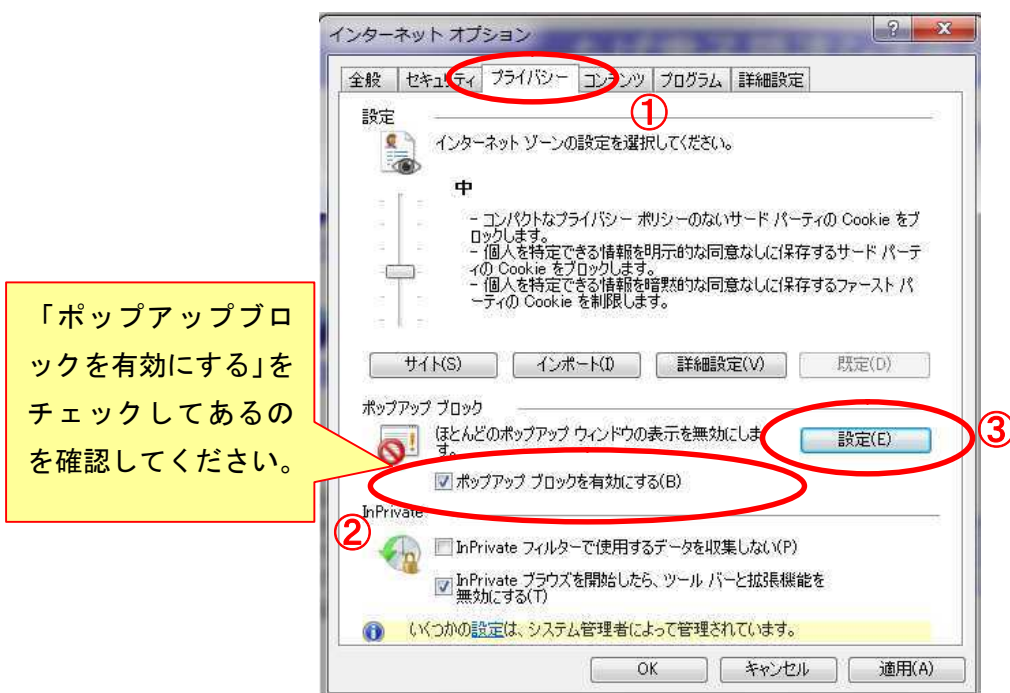 インターネット オプション
全般 セキュリティ プライバシー コンテンツ プログラム 詳細設定
①
設定
インターネット ゾーンの設定を選択してください。
中
- コンパクトなプライバシー ポリシーのないサード パーティの Cookie をブ
ロックします。
- 個人を特定できる情報を明示的な同意なしに保存するサード パーテ
ィの Cookie をブロックします。
- 個人を特定できる情報を暗黙的な同意なしに保存するファースト パ
ーティの Cookie を制限します。
サイト(S) インポート(I) 詳細設定(V) 既定(D)
「ポップアップブロ
ックを有効にする」を
チェックしてあるの
を確認してください。
ポップアップ ブロック
ほとんどのポップアップ ウィンドウの表示を無効にしま
す。
設定(E)
③
ポップアップ ブロックを有効にする(B)
②
InPrivate
InPrivate フィルターで使用するデータを収集しない(P)
InPrivate ブラウズを開始したら、ツール バーと拡張機能を
無効にする(T)
いくつかの設定は、システム管理者によって管理されています。
OK キャンセル 適用(A)